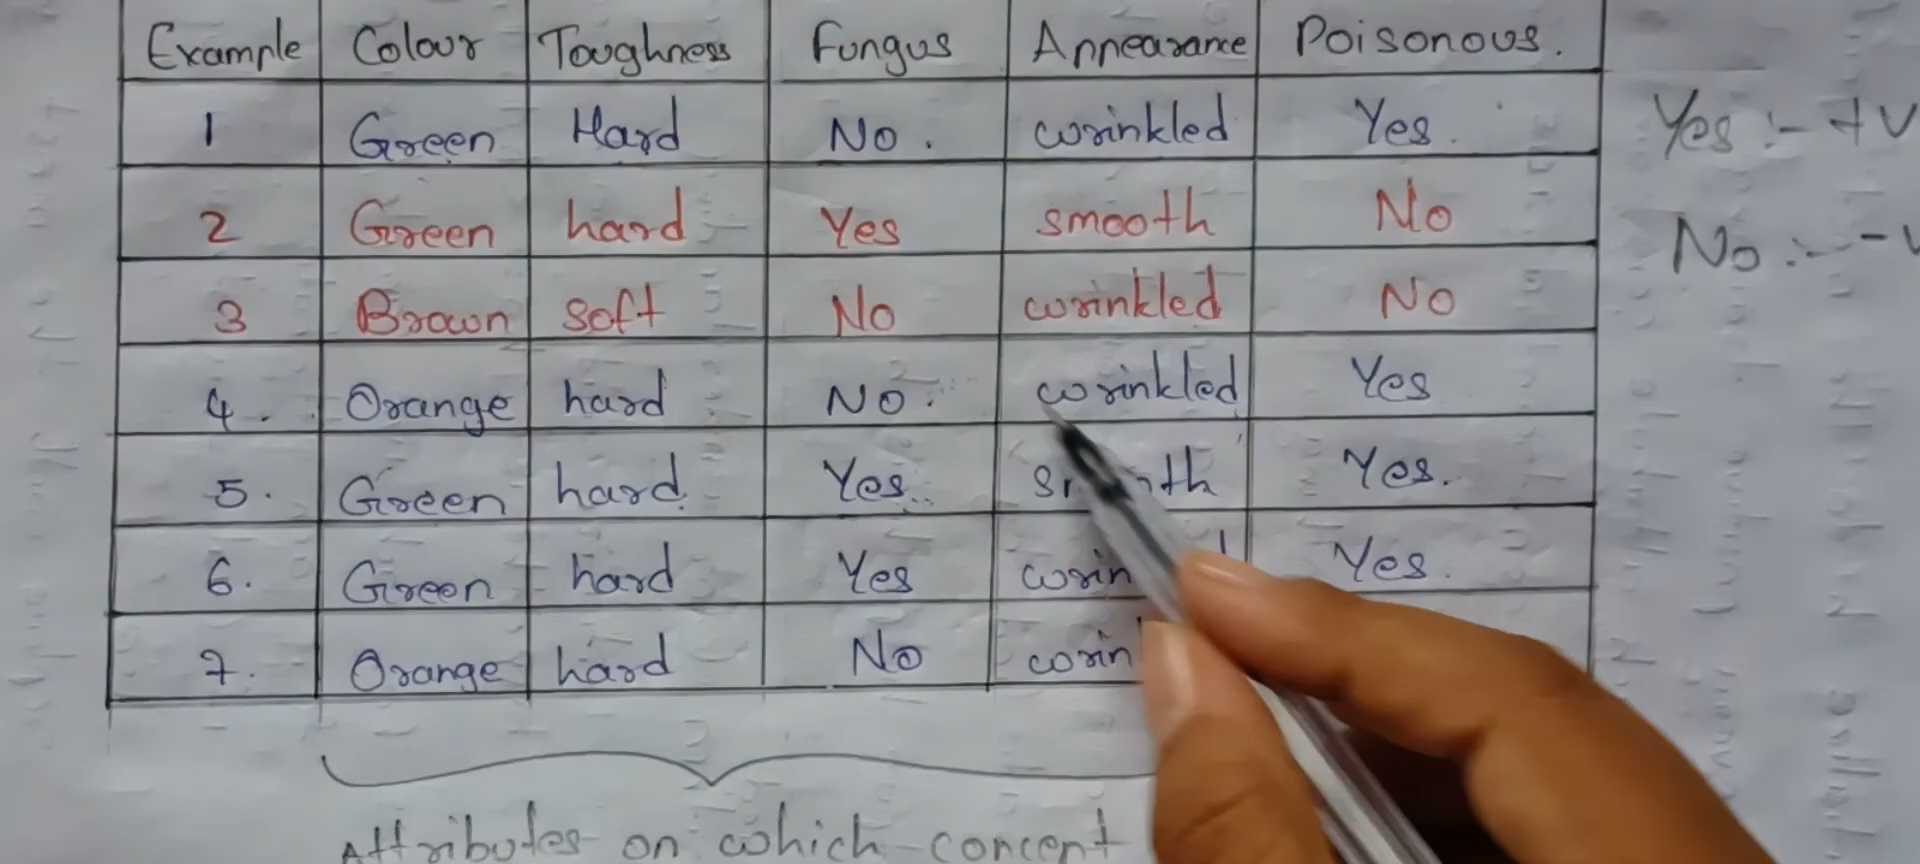 Example Colour Toughness Fungus Appearance Poisonous.
1 Green Hard No. wrinkled Yes.
2 Green hard Yes smooth No
3 Brown soft No wrinkled No
4. Orange hard No. wrinkled Yes
5. Green hard. Yes. Yes.
6. Green hard Yes Yes.
7. Orange hard No
Yes :- +v
No :- -v
Attributes on which concept